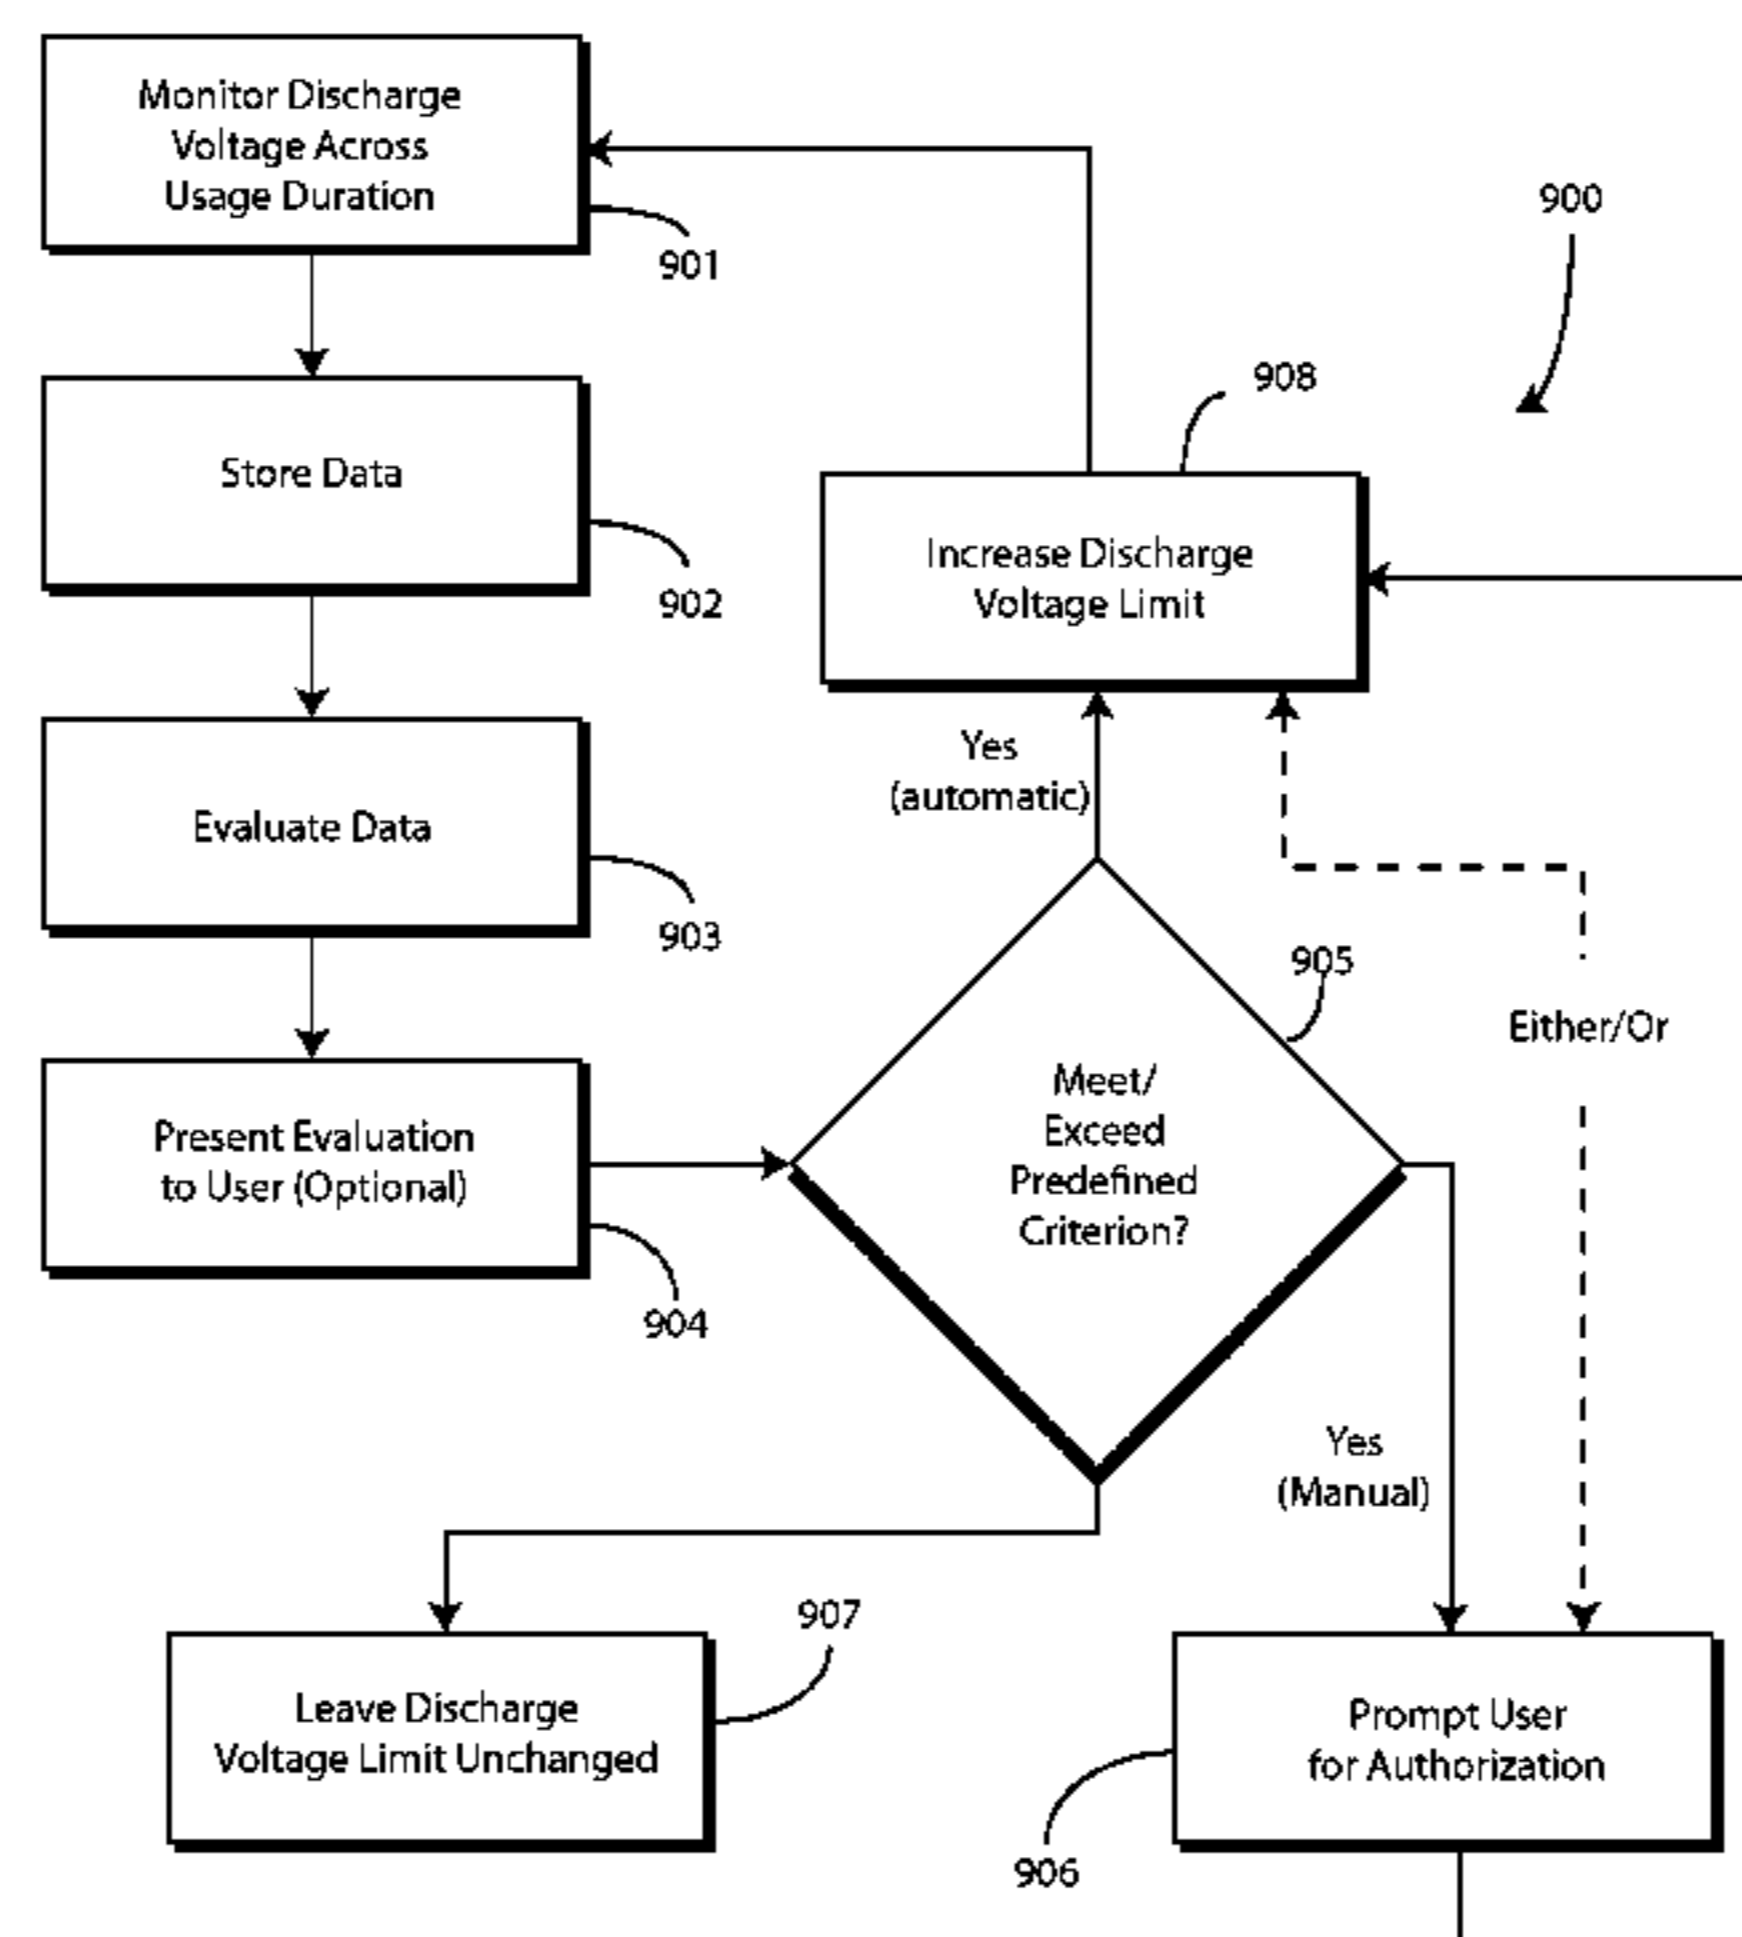 Monitor Discharge
Voltage Across
Usage Duration
901
900
Store Data
902
908
Increase Discharge
Voltage Limit
Yes
(automatic)
Evaluate Data
903
905
Either/Or
Present Evaluation
to User (Optional)
904
Meet/
Exceed
Predefined
Criterion?
Yes
(Manual)
907
Leave Discharge
Voltage Limit Unchanged
Prompt User
for Authorization
906